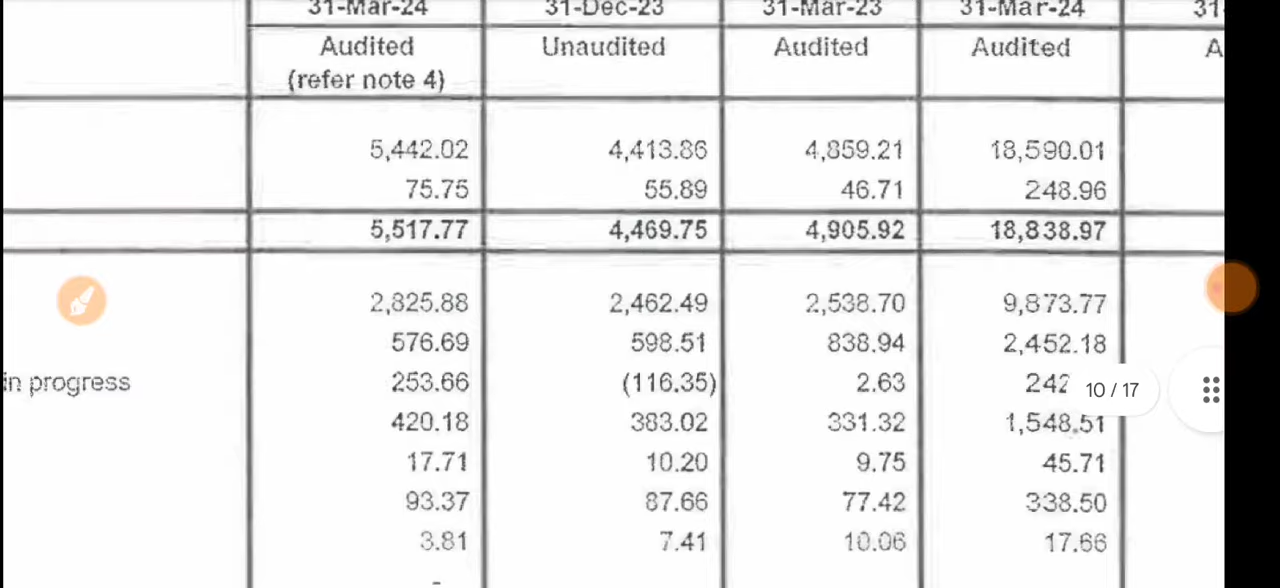 31-Mar-24 31-Dec-23 31-Mar-23 31-Mar-24 31-
Audited Unaudited Audited Audited A
(refer note 4)
5,442.02 4,413.86 4,859.21 18,590.01
75.75 55.89 46.71 248.96
5,517.77 4,469.75 4,905.92 18,838.97
2,825.88 2,462.49 2,538.70 9,873.77
576.69 598.51 838.94 2,452.18
in progress 253.66 (116.35) 2.63 242 10 / 17
420.18 383.02 331.32 1,548.51
17.71 10.20 9.75 45.71
93.37 87.66 77.42 338.50
3.81 7.41 10.06 17.66
-